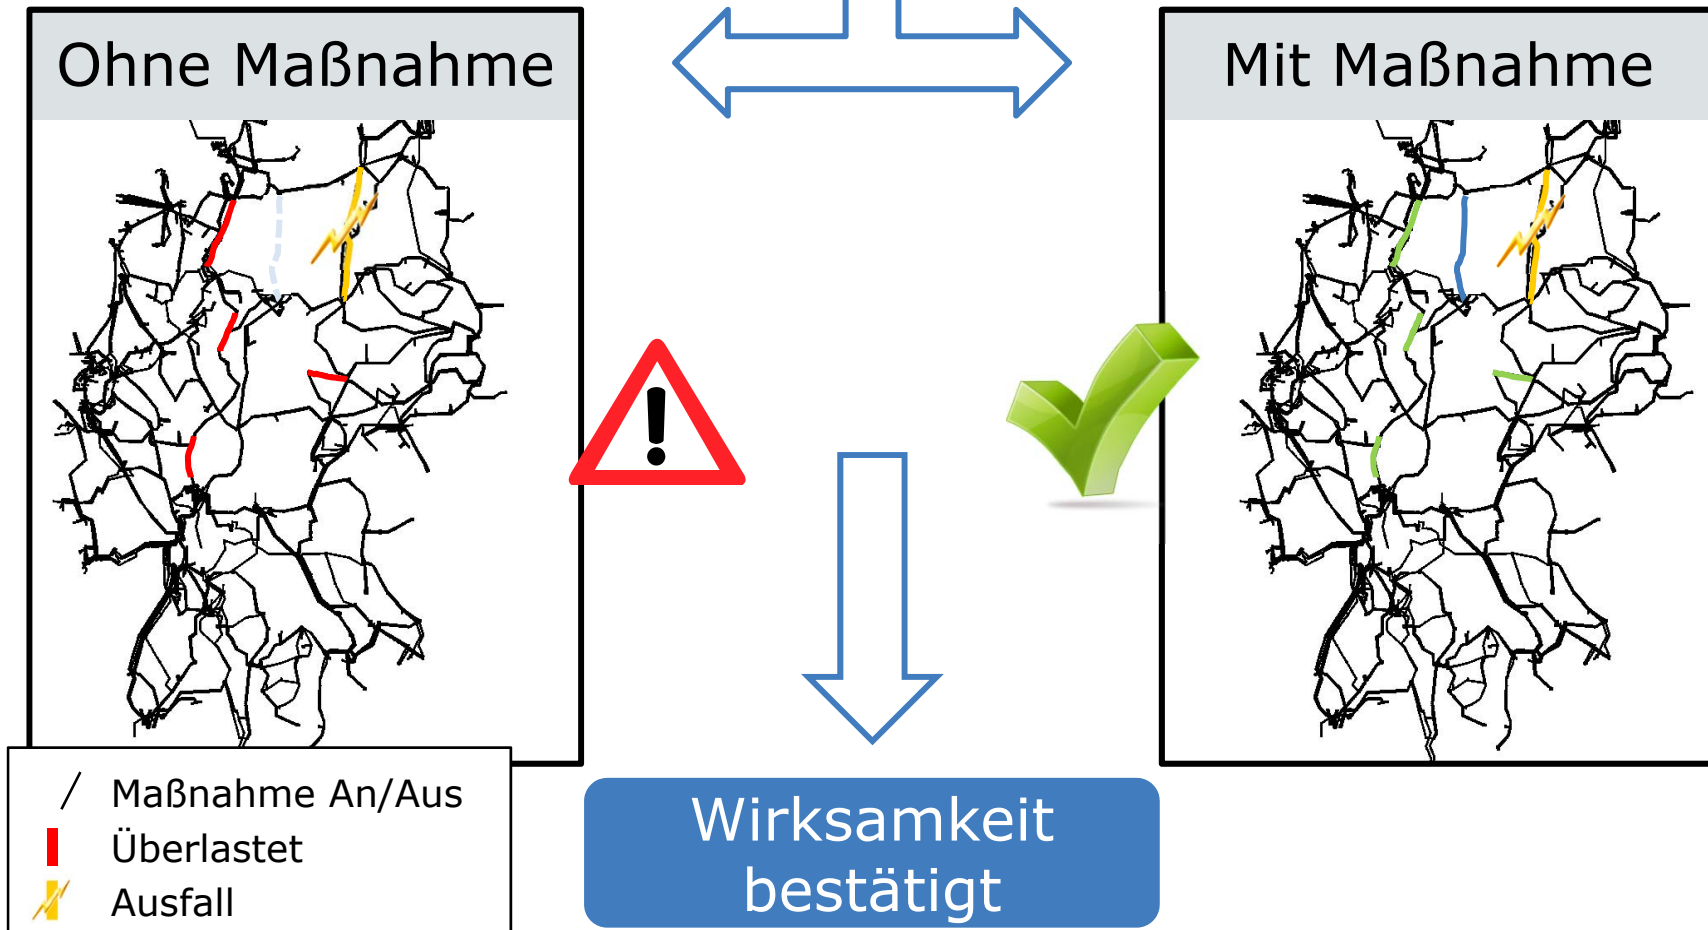 Ohne Maßnahme
Mit Maßnahme
Maßnahme An/Aus
Überlastet
Ausfall
Wirksamkeit
bestätigt